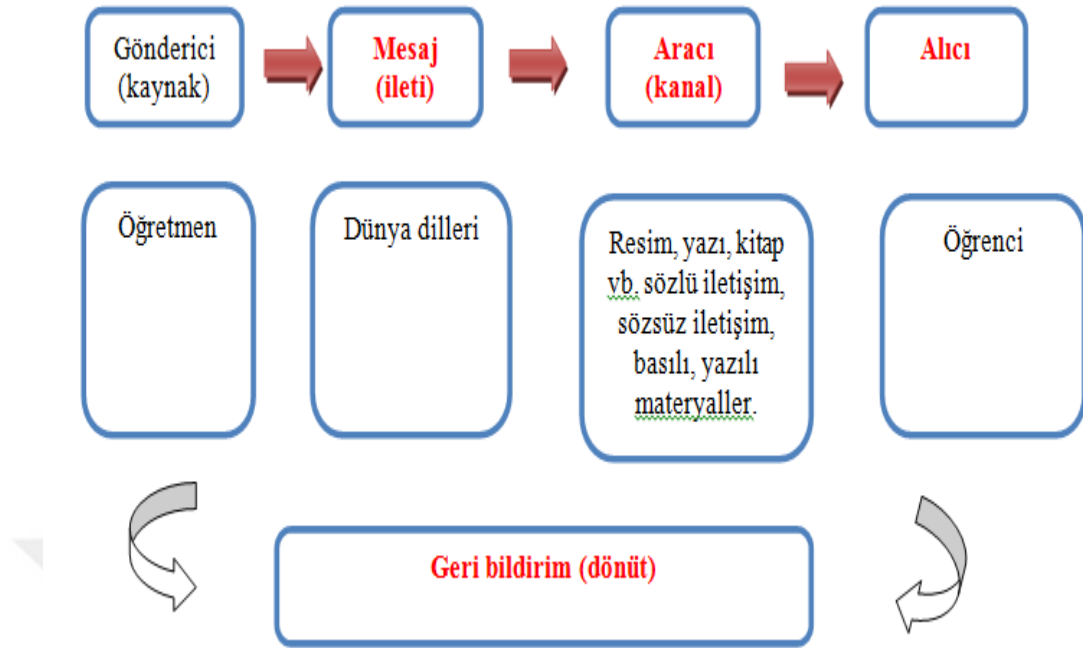 Gönderici
(kaynak)
Mesaj
(ileti)
Aracı
(kanal)
Alıcı
Öğretmen
Dünya dilleri
Resim, yazı, kitap
vb. sözlü iletişim,
sözsüz iletişim,
basılı, yazılı
materyaller.
Öğrenci
Geri bildirim (dönüt)